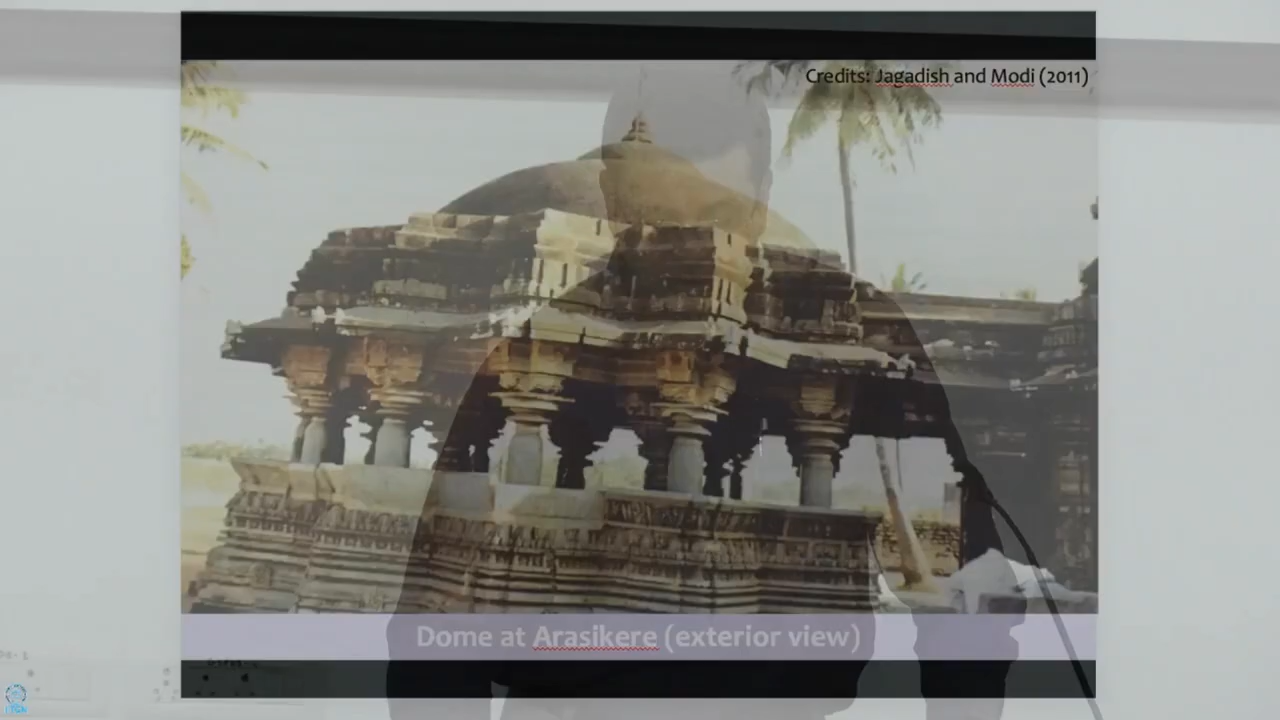 Credits: Jagadish and Modi (2011)
Dome at Arasikere (exterior view)